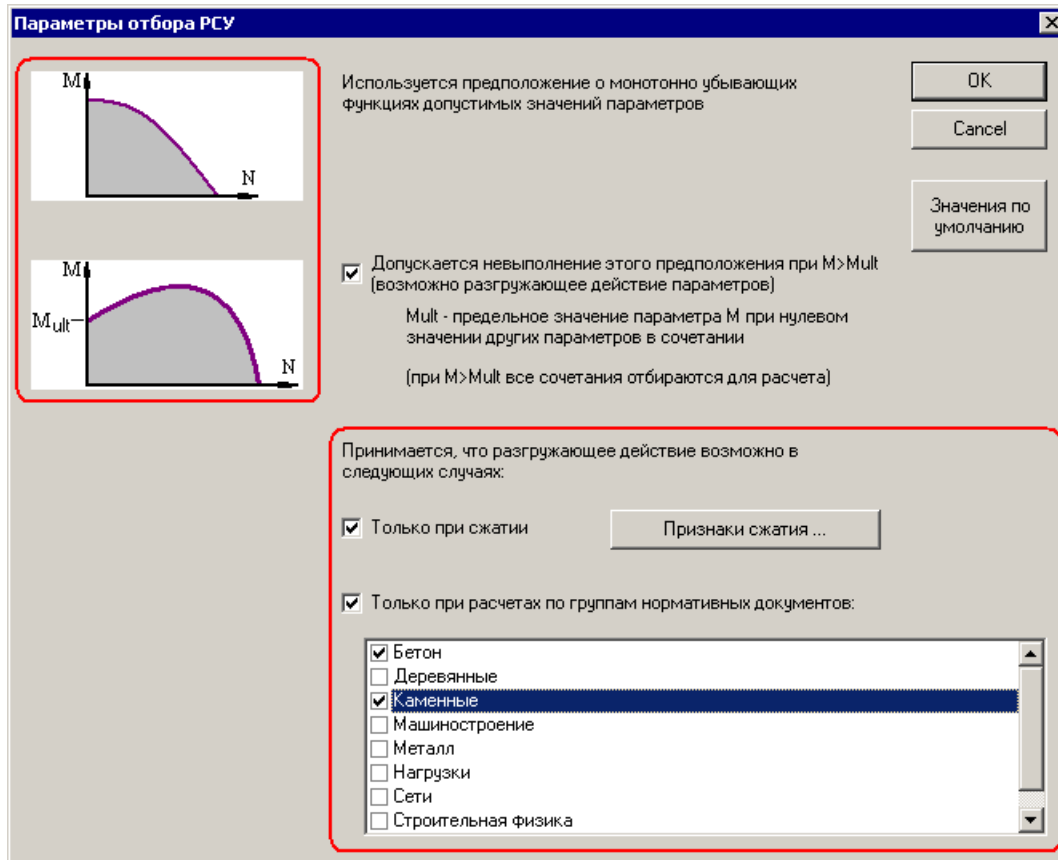 Параметры отбора РСУ
M
N
Используется предположение о монотонно убывающих
функциях допустимых значений параметров
OK
Cancel
Значения по
умолчанию
M
Mult
N
Допускается невыполнение этого предположения при M>Mult
(возможно разгружающее действие параметров)
Mult - предельное значение параметра M при нулевом
значении других параметров в сочетании
(при M>Mult все сочетания отбираются для расчета)
Принимается, что разгружающее действие возможно в
следующих случаях:
Только при сжатии
Признаки сжатия ...
Только при расчетах по группам нормативных документов:
Бетон
Деревянные
Каменные
Машиностроение
Металл
Нагрузки
Сети
Строительная физика